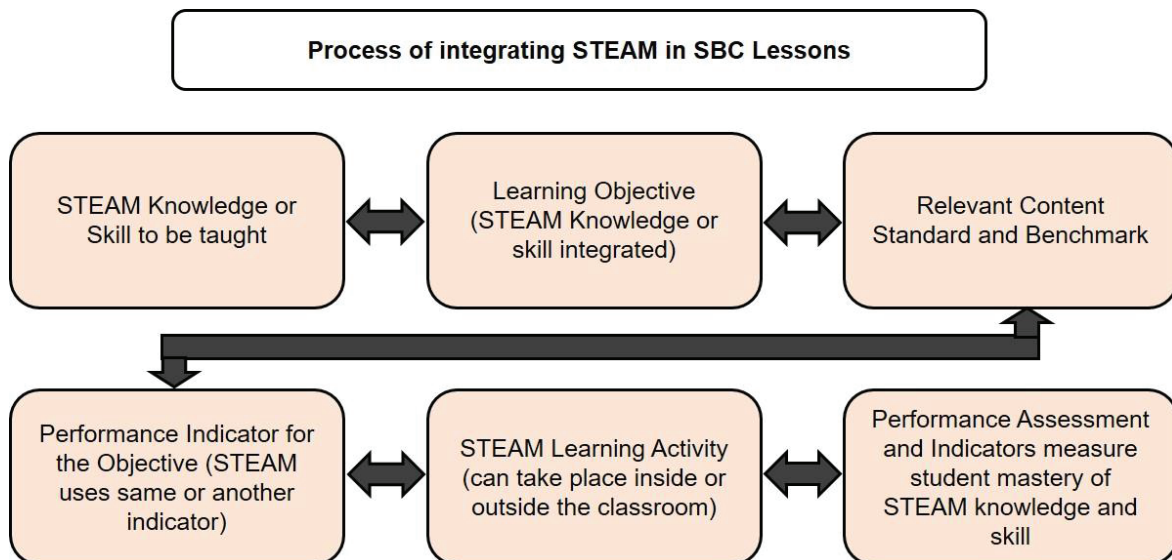 Process of integrating STEAM in SBC Lessons
STEAM Knowledge or
Skill to be taught
Learning Objective
(STEAM Knowledge or
skill integrated)
Relevant Content
Standard and Benchmark
Performance Indicator for
the Objective (STEAM
uses same or another
indicator)
STEAM Learning Activity
(can take place inside or
outside the classroom)
Performance Assessment
and Indicators measure
student mastery of
STEAM knowledge and
skill